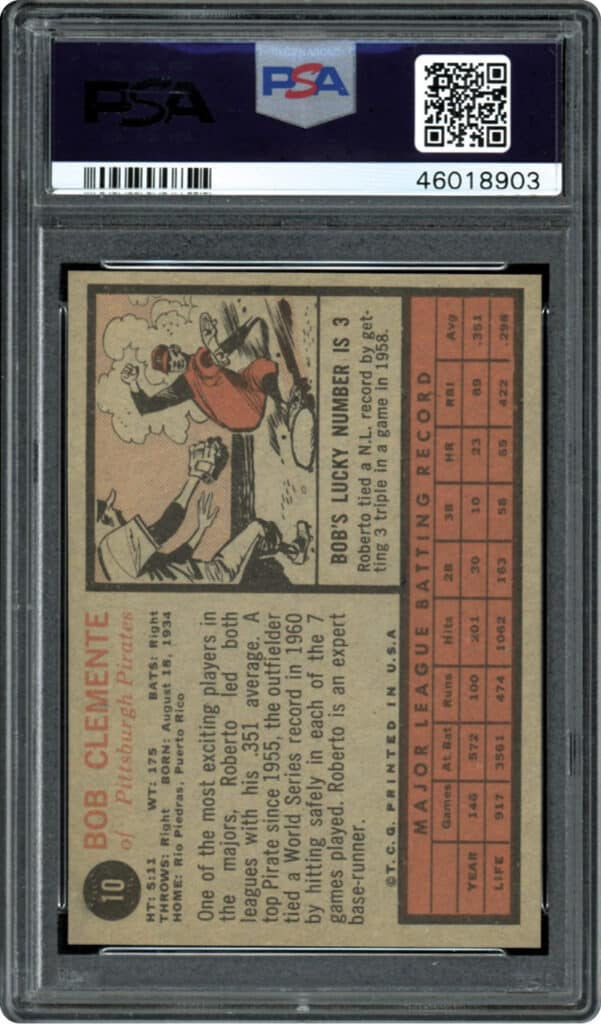 PSA
PSA
46018903
10
BOB CLEMENTE
of Pittsburgh Pirates
HT: 5:11 WT: 175 BATS: Right
THROWS: Right BORN: August 18, 1934
HOME: Rio Piedras, Puerto Rico
One of the most exciting players in
the majors, Roberto led both
leagues with his .351 average. A
top Pirate since 1955, the outfielder
tied a World Series record in 1960
by hitting safely in each of the 7
games played. Roberto is an expert
base-runner.
©T.C.G. PRINTED IN U.S.A
BOB'S LUCKY NUMBER IS 3
Roberto tied a N.L. record by get-
ting 3 triple in a game in 1958.
MAJOR LEAGUE BATTING RECORD
Games At Bat Runs Hits 2B 3B HR RBI Avg
YEAR 146 572 100 201 30 10 23 89 .351
LIFE 917 3561 474 1062 163 58 65 422 .298